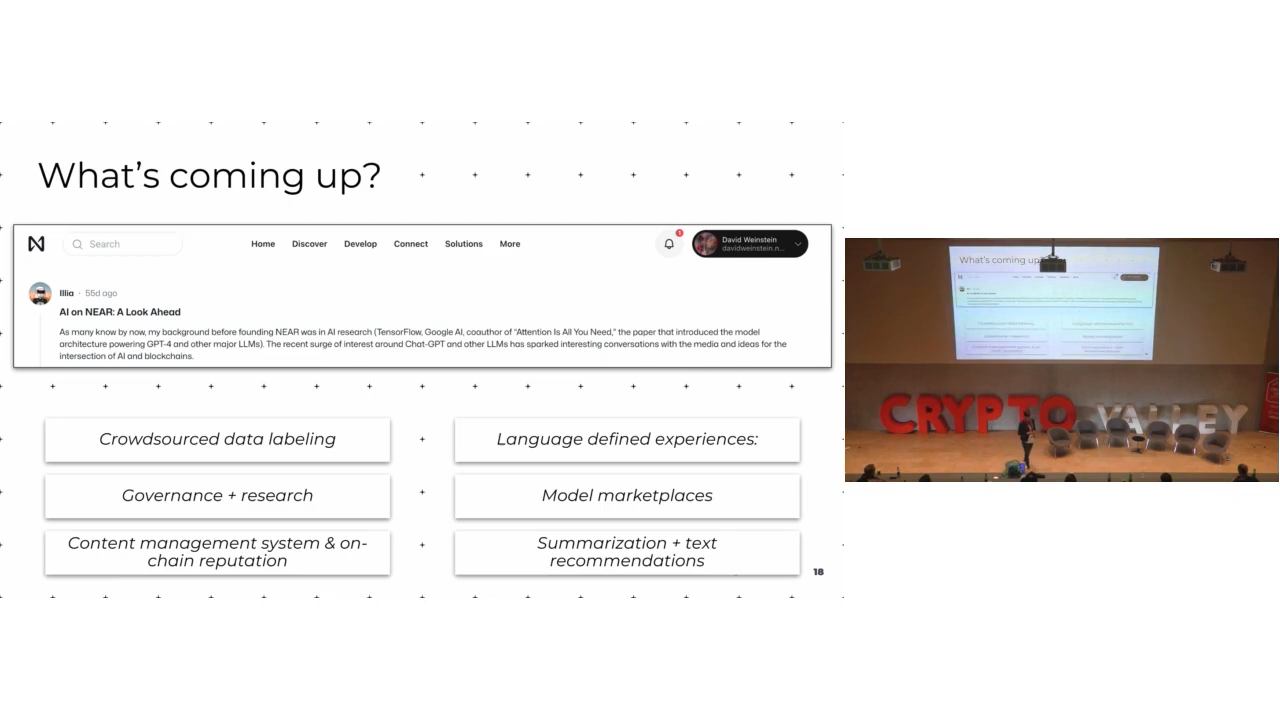 What's coming up?
Search
Home Discover Develop Connect Solutions More
1
David Weinstein
davidweinstein.n...
Illia · 55d ago
AI on NEAR: A Look Ahead
As many know by now, my background before founding NEAR was in AI research (TensorFlow, Google AI, coauthor of “Attention Is All You Need,” the paper that introduced the model
architecture powering GPT-4 and other major LLMs). The recent surge of interest around Chat-GPT and other LLMs has sparked interesting conversations with the media and ideas for the
intersection of AI and blockchains.
Crowdsourced data labeling
Language defined experiences:
Governance + research
Model marketplaces
Content management system & on-
chain reputation
Summarization + text
recommendations
18
What's coming up
CRYPTO VALLEY